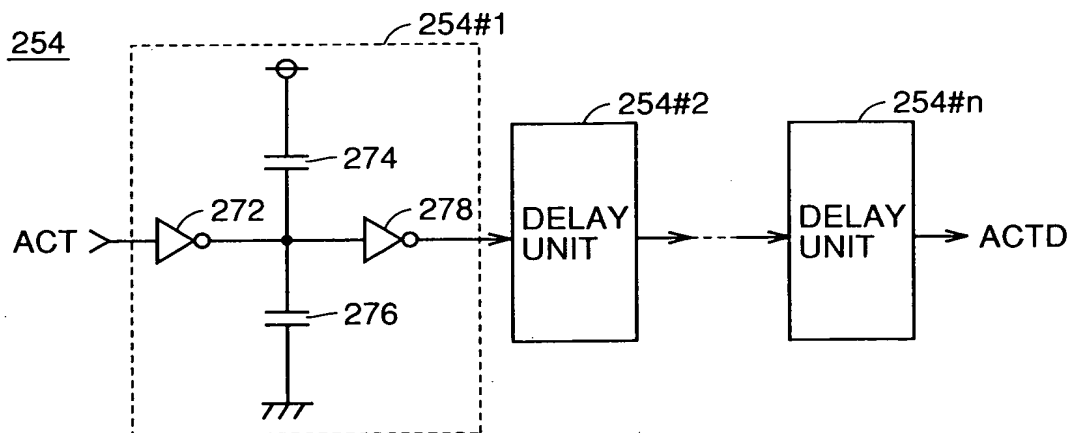 254
254#1
254#2
254#n
274
272
278
ACT
DELAY
UNIT
DELAY
UNIT
ACTD
276